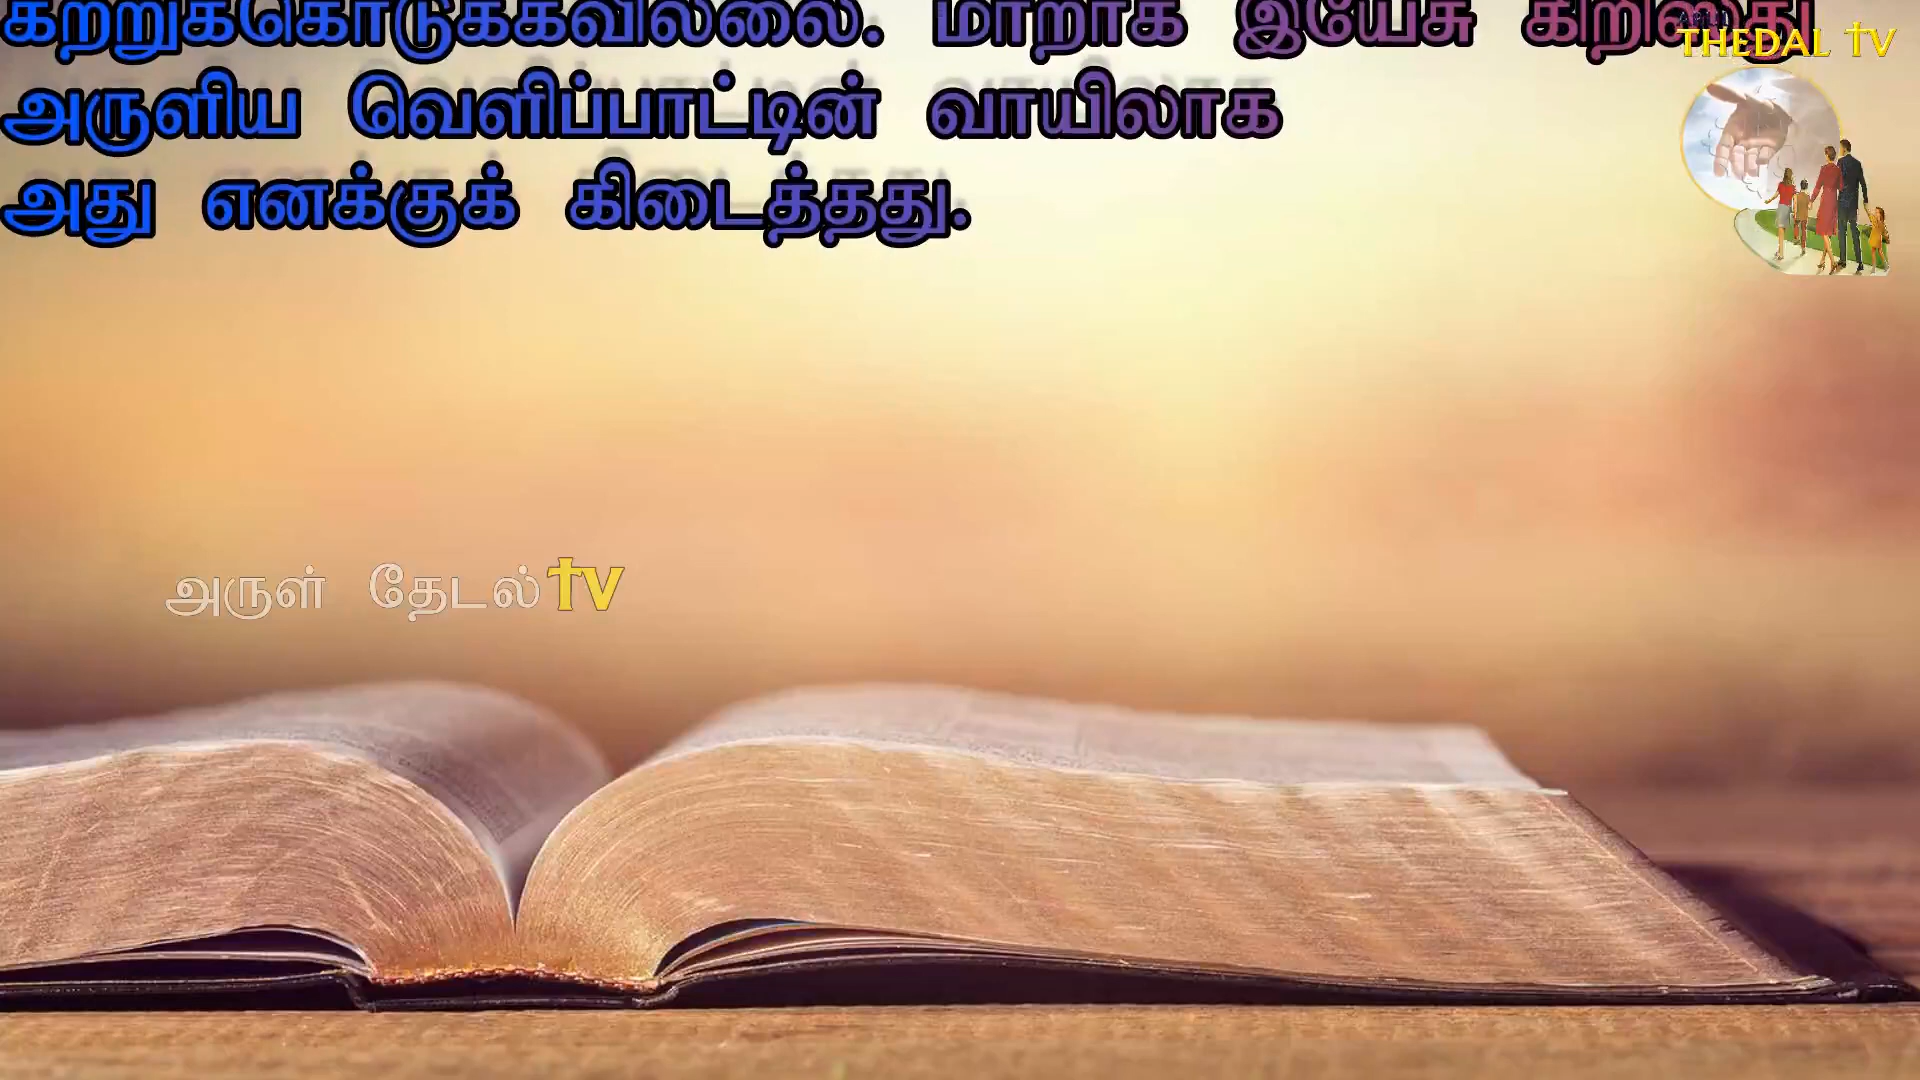 கற்றுக்கொடுக்கவில்லை. மாறாக இயேசு கிறிஸ்து
அருளிய வெளிப்பாட்டின் வாயிலாக
அது எனக்குக் கிடைத்தது.
THEDAL TV
அருள் தேடல் TV